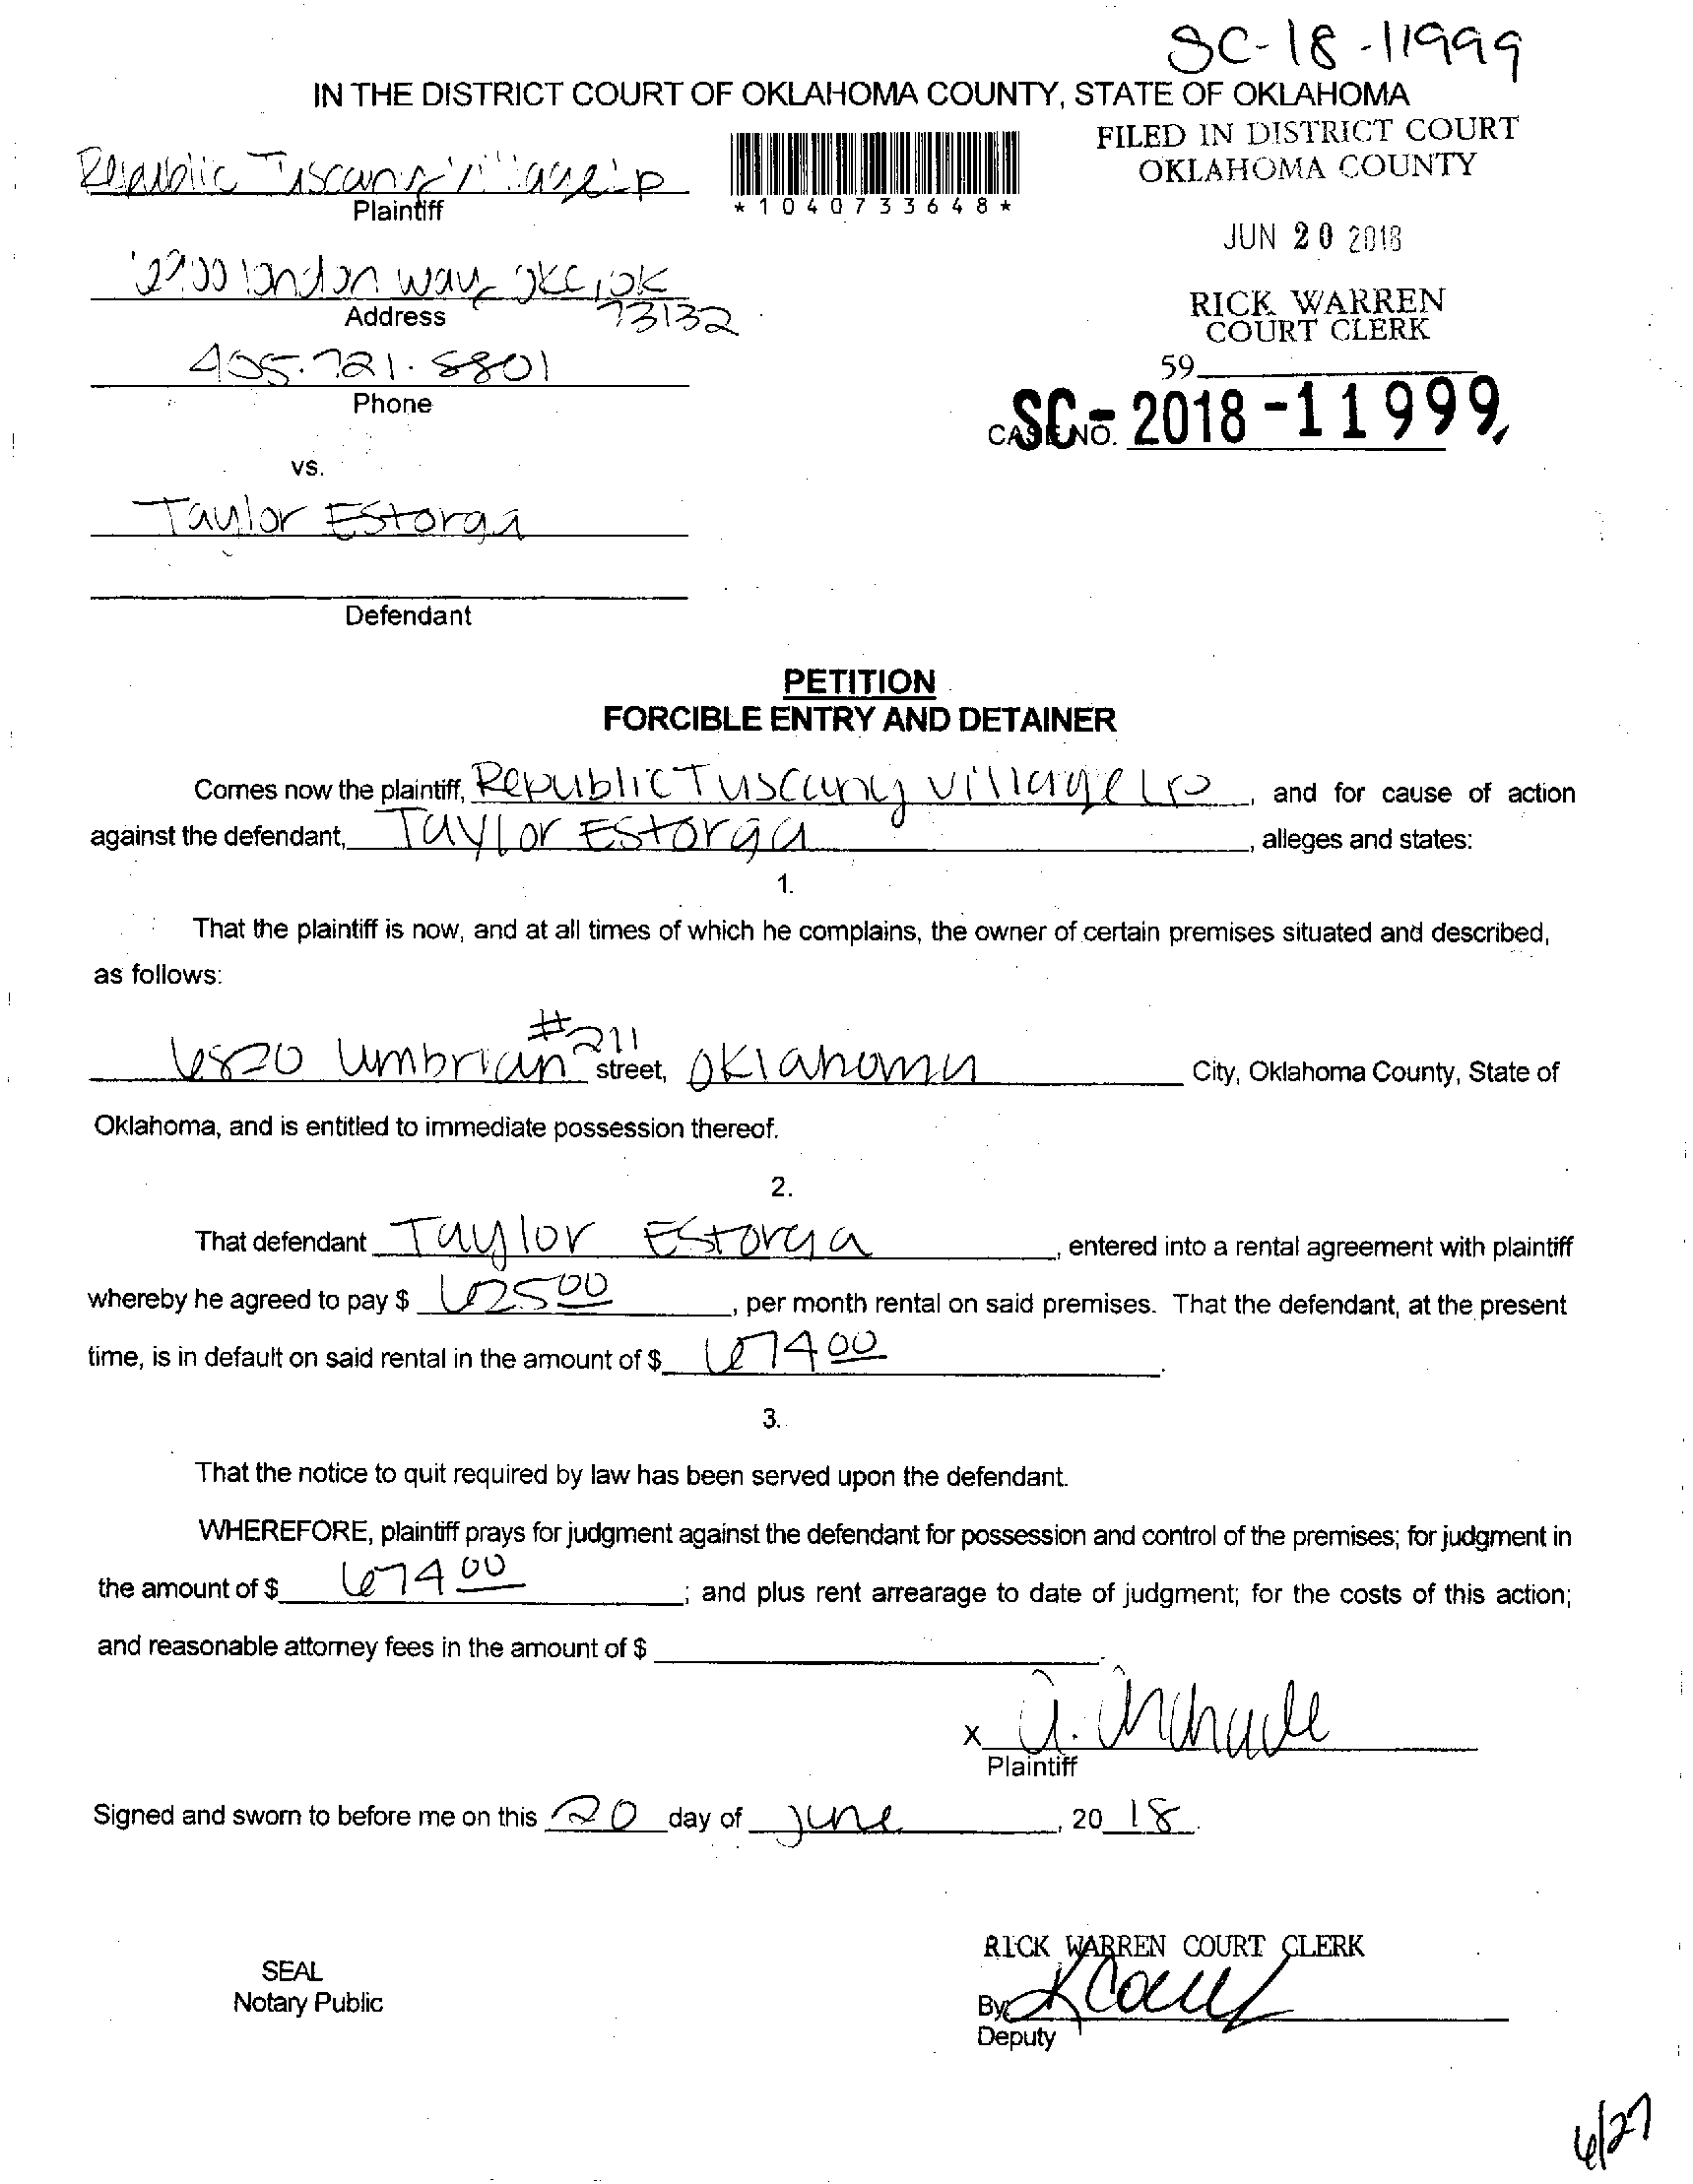 SC-18-11999
IN THE DISTRICT COURT OF OKLAHOMA COUNTY, STATE OF OKLAHOMA
FILED IN DISTRICT COURT
OKLAHOMA COUNTY
Republic Tuscany Village LP
Plaintiff
*1040733648*
JUN 20 2018
London way OKC, OK
73132
Address
RICK WARREN
COURT CLERK
405.721.8801
Phone
59
CASE NO. SC-2018-11999
vs.
Taylor Estorga
Defendant
PETITION
FORCIBLE ENTRY AND DETAINER
Comes now the plaintiff, Republic Tuscany Village LP, and for cause of action
against the defendant, Taylor Estorga, alleges and states:
1.
That the plaintiff is now, and at all times of which he complains, the owner of certain premises situated and described,
as follows:
6820 Umbrian #211 street, Oklahoma City, Oklahoma County, State of
Oklahoma, and is entitled to immediate possession thereof.
2.
That defendant Taylor Estorga, entered into a rental agreement with plaintiff
whereby he agreed to pay $ 625 00, per month rental on said premises. That the defendant, at the present
time, is in default on said rental in the amount of $ 674 00.
3.
That the notice to quit required by law has been served upon the defendant.
WHEREFORE, plaintiff prays for judgment against the defendant for possession and control of the premises; for judgment in
the amount of $ 674 00; and plus rent arrearage to date of judgment; for the costs of this action;
and reasonable attorney fees in the amount of $
x
Plaintiff
Signed and sworn to before me on this 20 day of June, 20 18.
RICK WARREN COURT CLERK
SEAL
Notary Public
By
Deputy
6/27